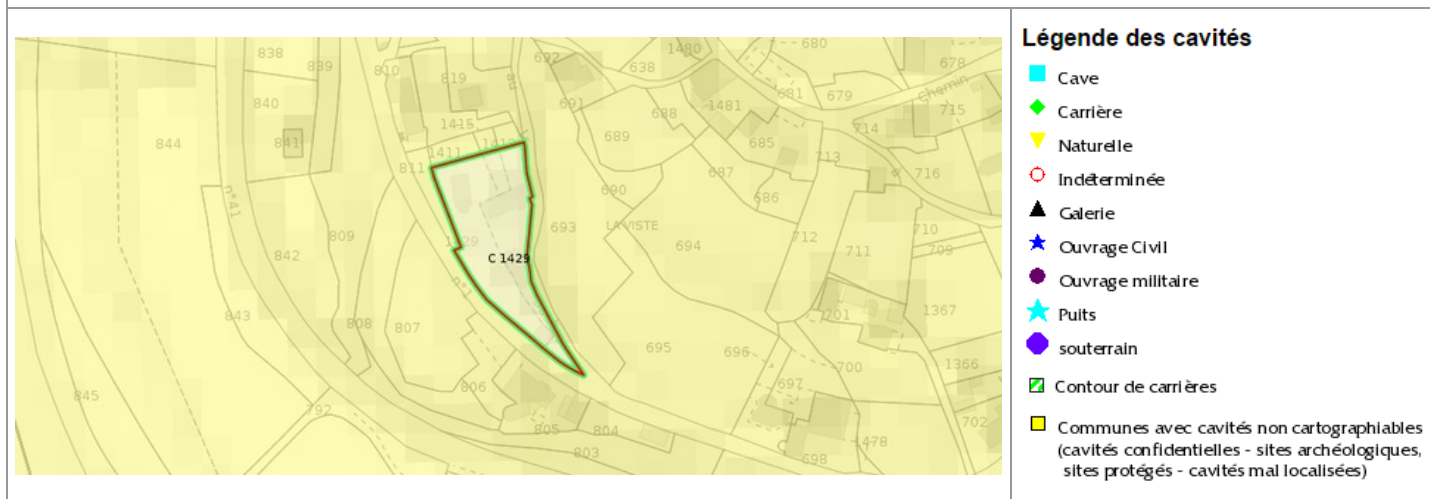 838
839
810
819
692
638
1480
680
678
Chemin
840
841
844
1415
1411
811
au
691
688
1481
681
679
715
714
689
685
713
716
687
690
686
n°41
809
842
693
LA VISTE
694
712
711
710
709
C 1429
n°1
843
808
807
701
1367
695
696
700
1366
845
792
806
697
805
804
803
698
1478
702
Légende des cavités
Cave
Carrière
Naturelle
Indéterminée
Galerie
Ouvrage Civil
Ouvrage militaire
Puits
souterrain
Contour de carrières
Communes avec cavités non cartographiables
(cavités confidentielles - sites archéologiques,
sites protégés - cavités mal localisées)